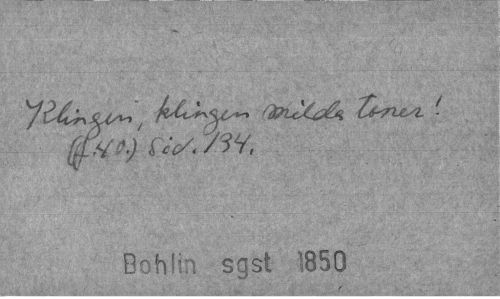 Klingen, klingen milda toner!
(f.40.) Sid. 134.
Bohlin sgst 1850